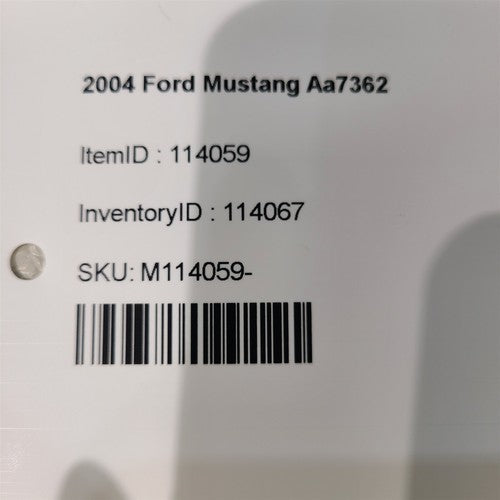 2004 Ford Mustang Aa7362
ItemID : 114059
InventoryID : 114067
SKU: M114059-